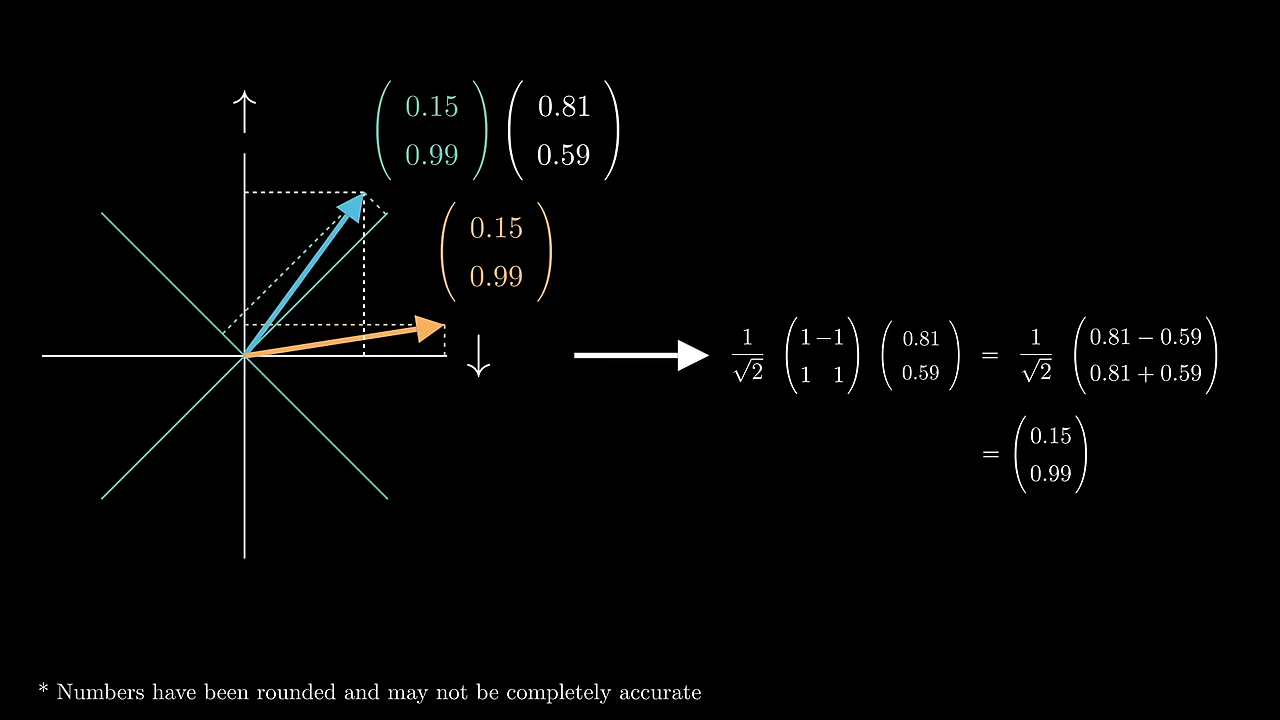 ↑
( 0.15 ) ( 0.81 )
( 0.99 ) ( 0.59 )
( 0.15 )
( 0.99 )
↓
1/√2 ( 1 −1 ; 1 1 ) ( 0.81 ; 0.59 ) = 1/√2 ( 0.81 − 0.59 ; 0.81 + 0.59 )
= ( 0.15 ; 0.99 )
* Numbers have been rounded and may not be completely accurate